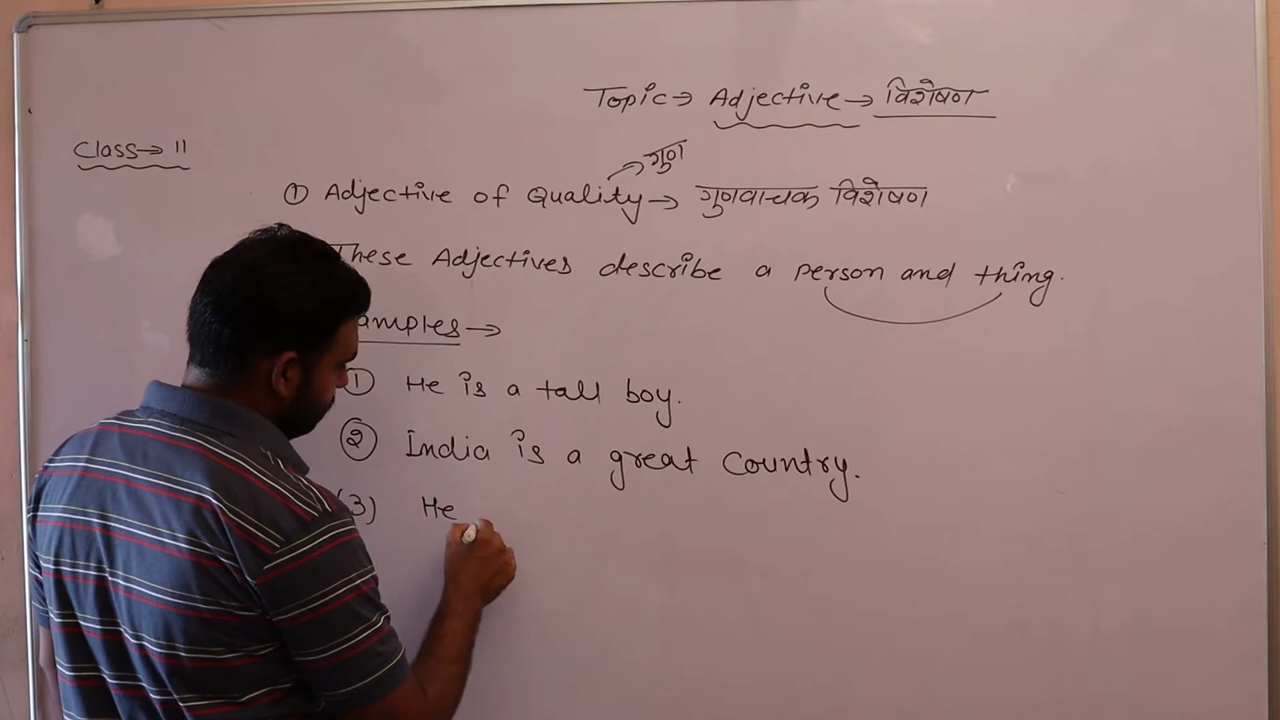 Topic→ Adjective→ विशेषण
Class→ 11
गुण
① Adjective of Quality→ गुणवाचक विशेषण
These Adjectives describe a person and thing.
amples→
① He is a tall boy.
② India is a great Country.
(3) He